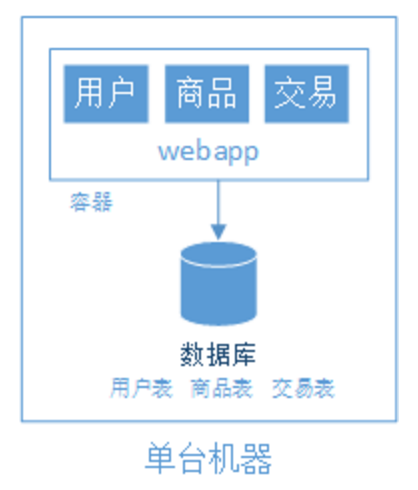 用户 商品 交易
webapp
容器
数据库
用户表 商品表 交易表
单台机器